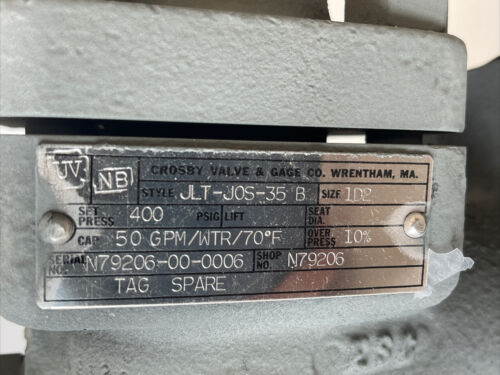 UV NB CROSBY VALVE & GAGE CO. WRENTHAM, MA.
STYLE JLT-JOS-35 B SIZE 1D2
SET PRESS 400 PSIG LIFT SEAT DIA.
CAP. 50 GPM/WTR/70°F OVER PRESS 10%
SERIAL NO. N79206-00-0006 SHOP NO. N79206
TAG SPARE